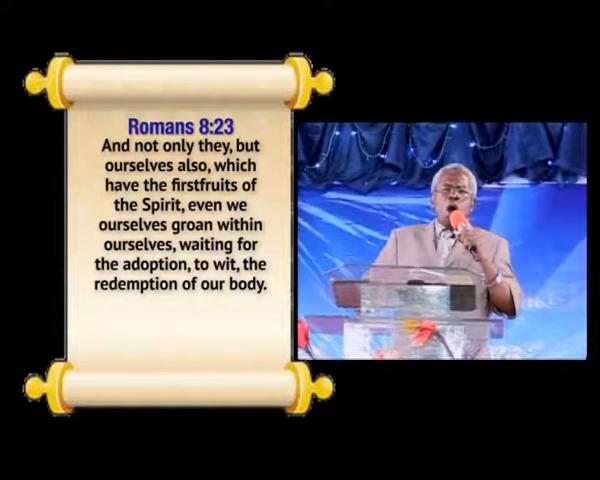 Romans 8:23
And not only they, but
ourselves also, which
have the firstfruits of
the Spirit, even we
ourselves groan within
ourselves, waiting for
the adoption, to wit, the
redemption of our body.